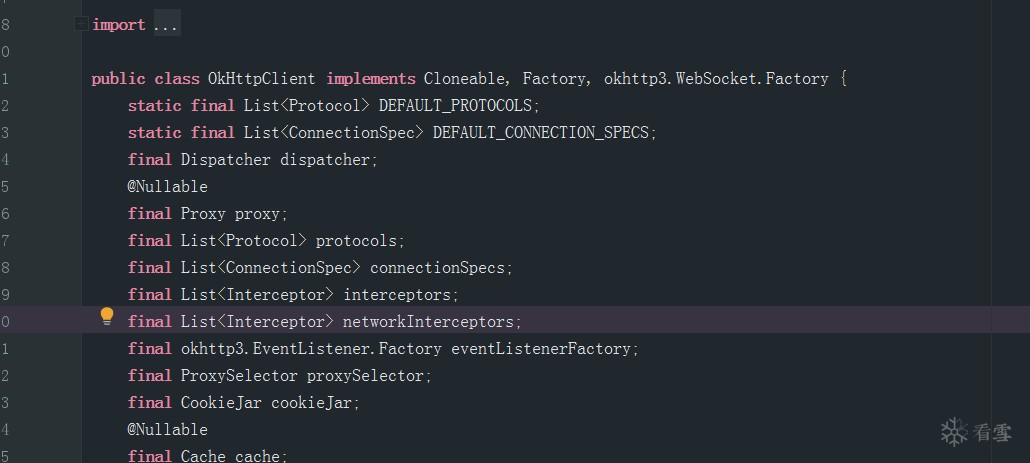 8 import ...
0
1 public class OkHttpClient implements Cloneable, Factory, okhttp3.WebSocket.Factory {
2 static final List<Protocol> DEFAULT_PROTOCOLS;
3 static final List<ConnectionSpec> DEFAULT_CONNECTION_SPECS;
4 final Dispatcher dispatcher;
5 @Nullable
6 final Proxy proxy;
7 final List<Protocol> protocols;
8 final List<ConnectionSpec> connectionSpecs;
9 final List<Interceptor> interceptors;
0 final List<Interceptor> networkInterceptors;
1 final okhttp3.EventListener.Factory eventListenerFactory;
2 final ProxySelector proxySelector;
3 final CookieJar cookieJar;
4 @Nullable
5 final Cache cache;
看雪